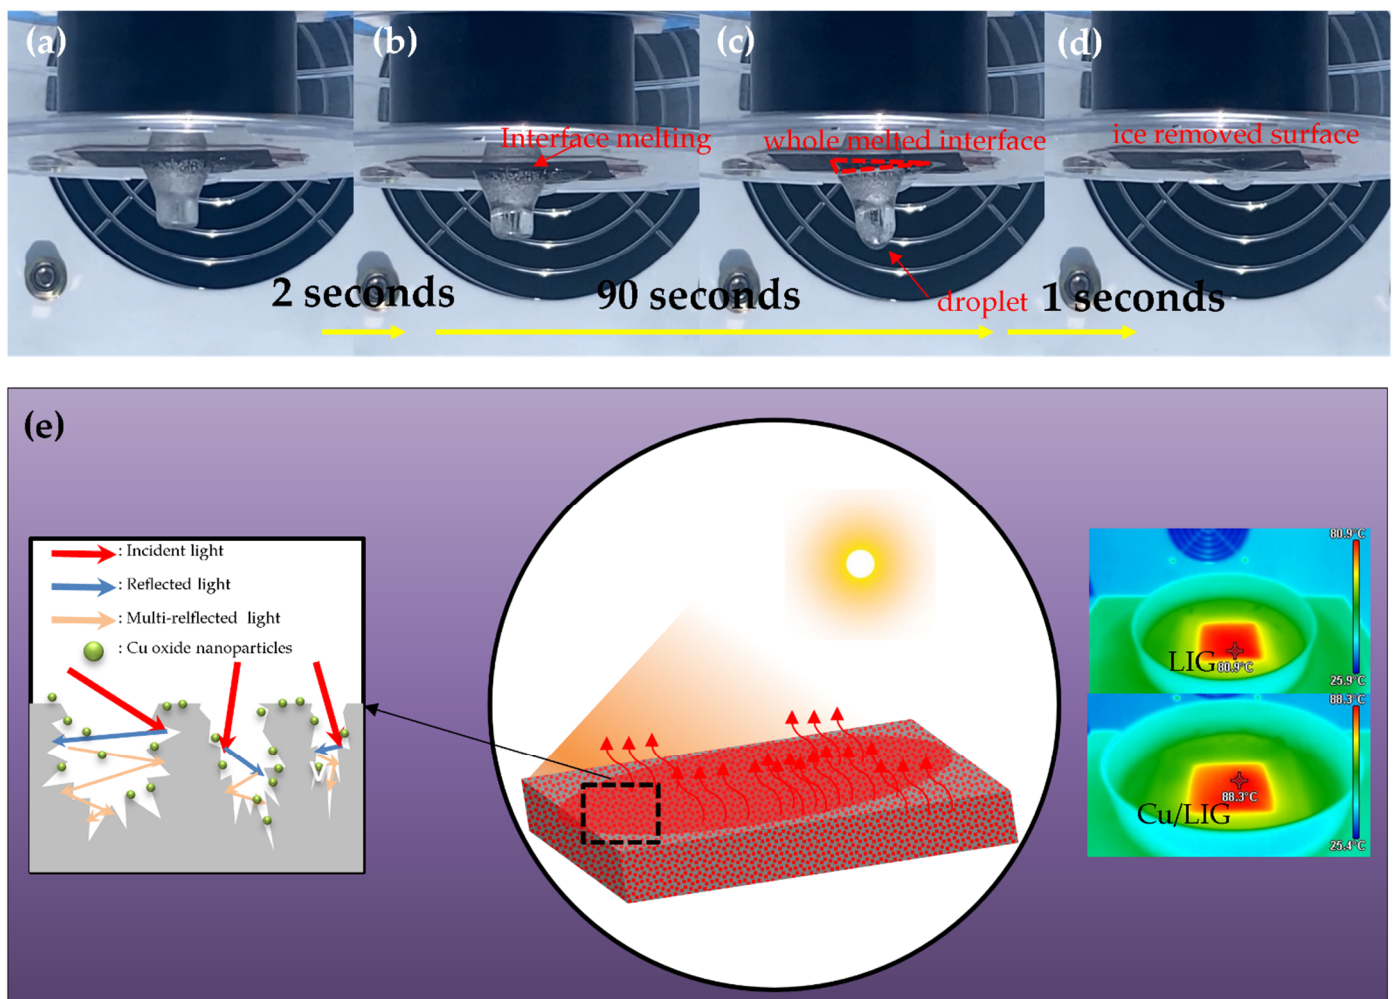 (a)
(b)
(c)
(d)
Interface melting
whole melted interface
ice removed surface
2 seconds
90 seconds
droplet
1 seconds
(e)
: Incident light
: Reflected light
: Multi-relflected light
: Cu oxide nanoparticles
80.9°C
LIG
80.9°C
25.9°C
88.3°C
88.3°C
Cu/LIG
25.4°C